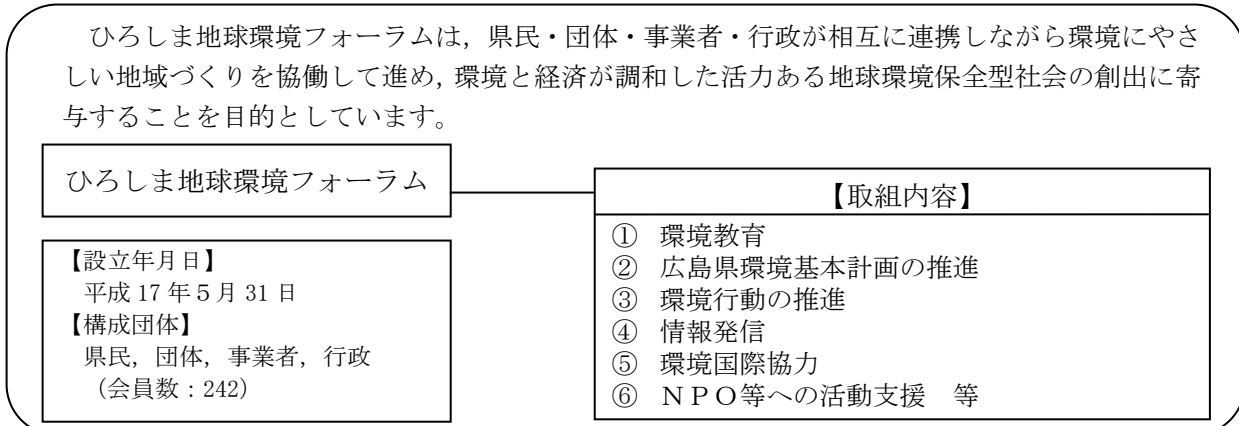 ひろしま地球環境フォーラムは，県民・団体・事業者・行政が相互に連携しながら環境にやさ
しい地域づくりを協働して進め，環境と経済が調和した活力ある地球環境保全型社会の創出に寄
与することを目的としています。
ひろしま地球環境フォーラム
【設立年月日】
平成 17 年５月 31 日
【構成団体】
県民，団体，事業者，行政
（会員数：242）
【取組内容】
① 環境教育
② 広島県環境基本計画の推進
③ 環境行動の推進
④ 情報発信
⑤ 環境国際協力
⑥ ＮＰＯ等への活動支援　等